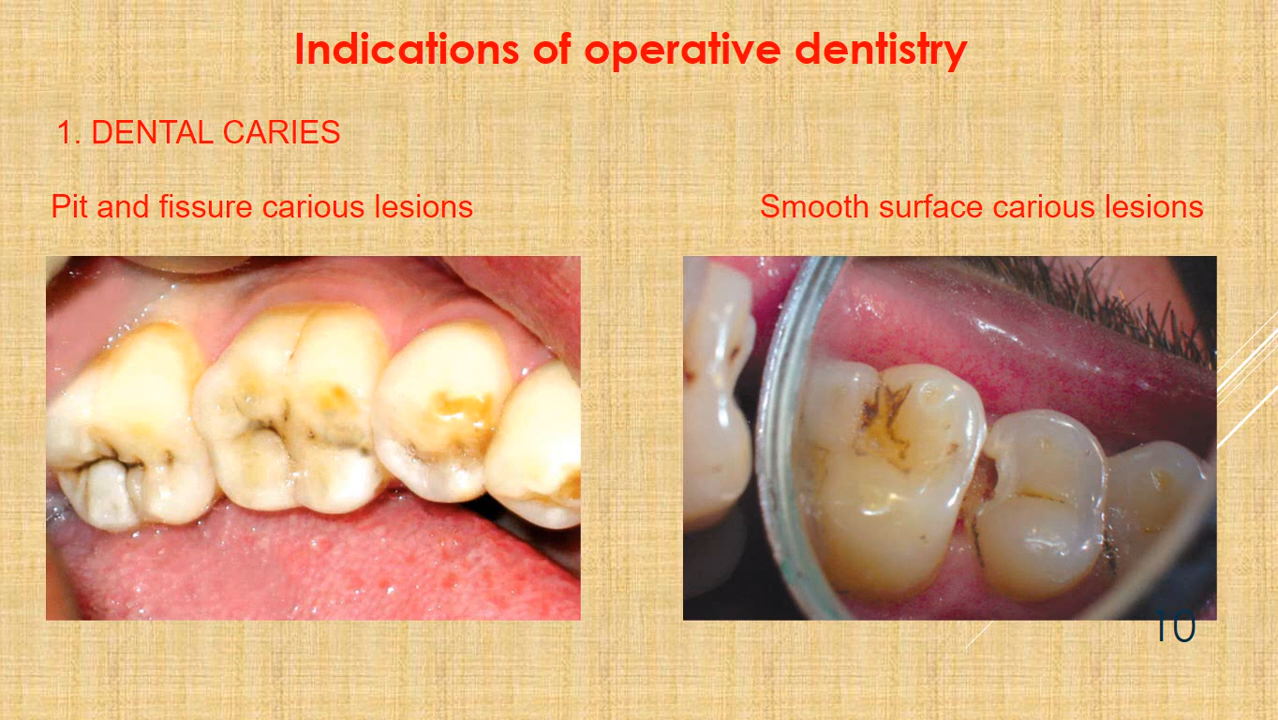 Indications of operative dentistry
1. DENTAL CARIES
Pit and fissure carious lesions
Smooth surface carious lesions
10